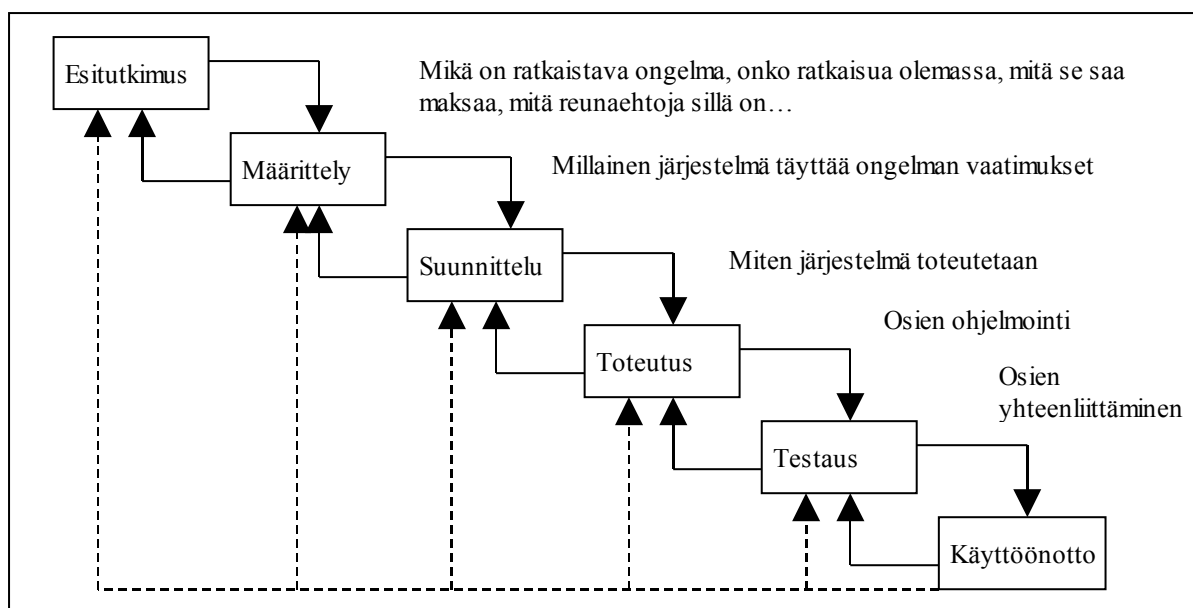 Esitutkimus
Mikä on ratkaistava ongelma, onko ratkaisua olemassa, mitä se saa
maksaa, mitä reunaehtoja sillä on…
Määrittely
Millainen järjestelmä täyttää ongelman vaatimukset
Suunnittelu
Miten järjestelmä toteutetaan
Osien ohjelmointi
Toteutus
Osien
yhteenliittäminen
Testaus
Käyttöönotto